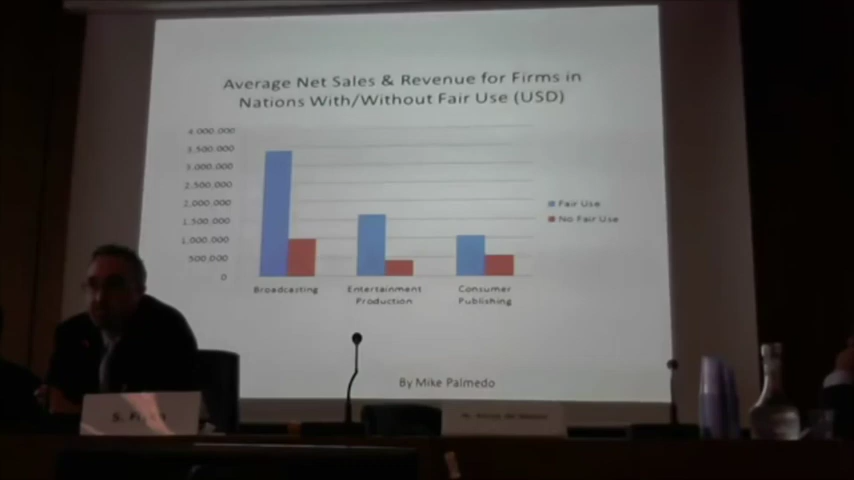 Average Net Sales & Revenue for Firms in
Nations With/Without Fair Use (USD)
4,000,000
3,500,000
3,000,000
2,500,000
2,000,000
1,500,000
1,000,000
500,000
0
Fair Use
No Fair Use
Broadcasting
Entertainment
Production
Consumer
Publishing
By Mike Palmedo
S.